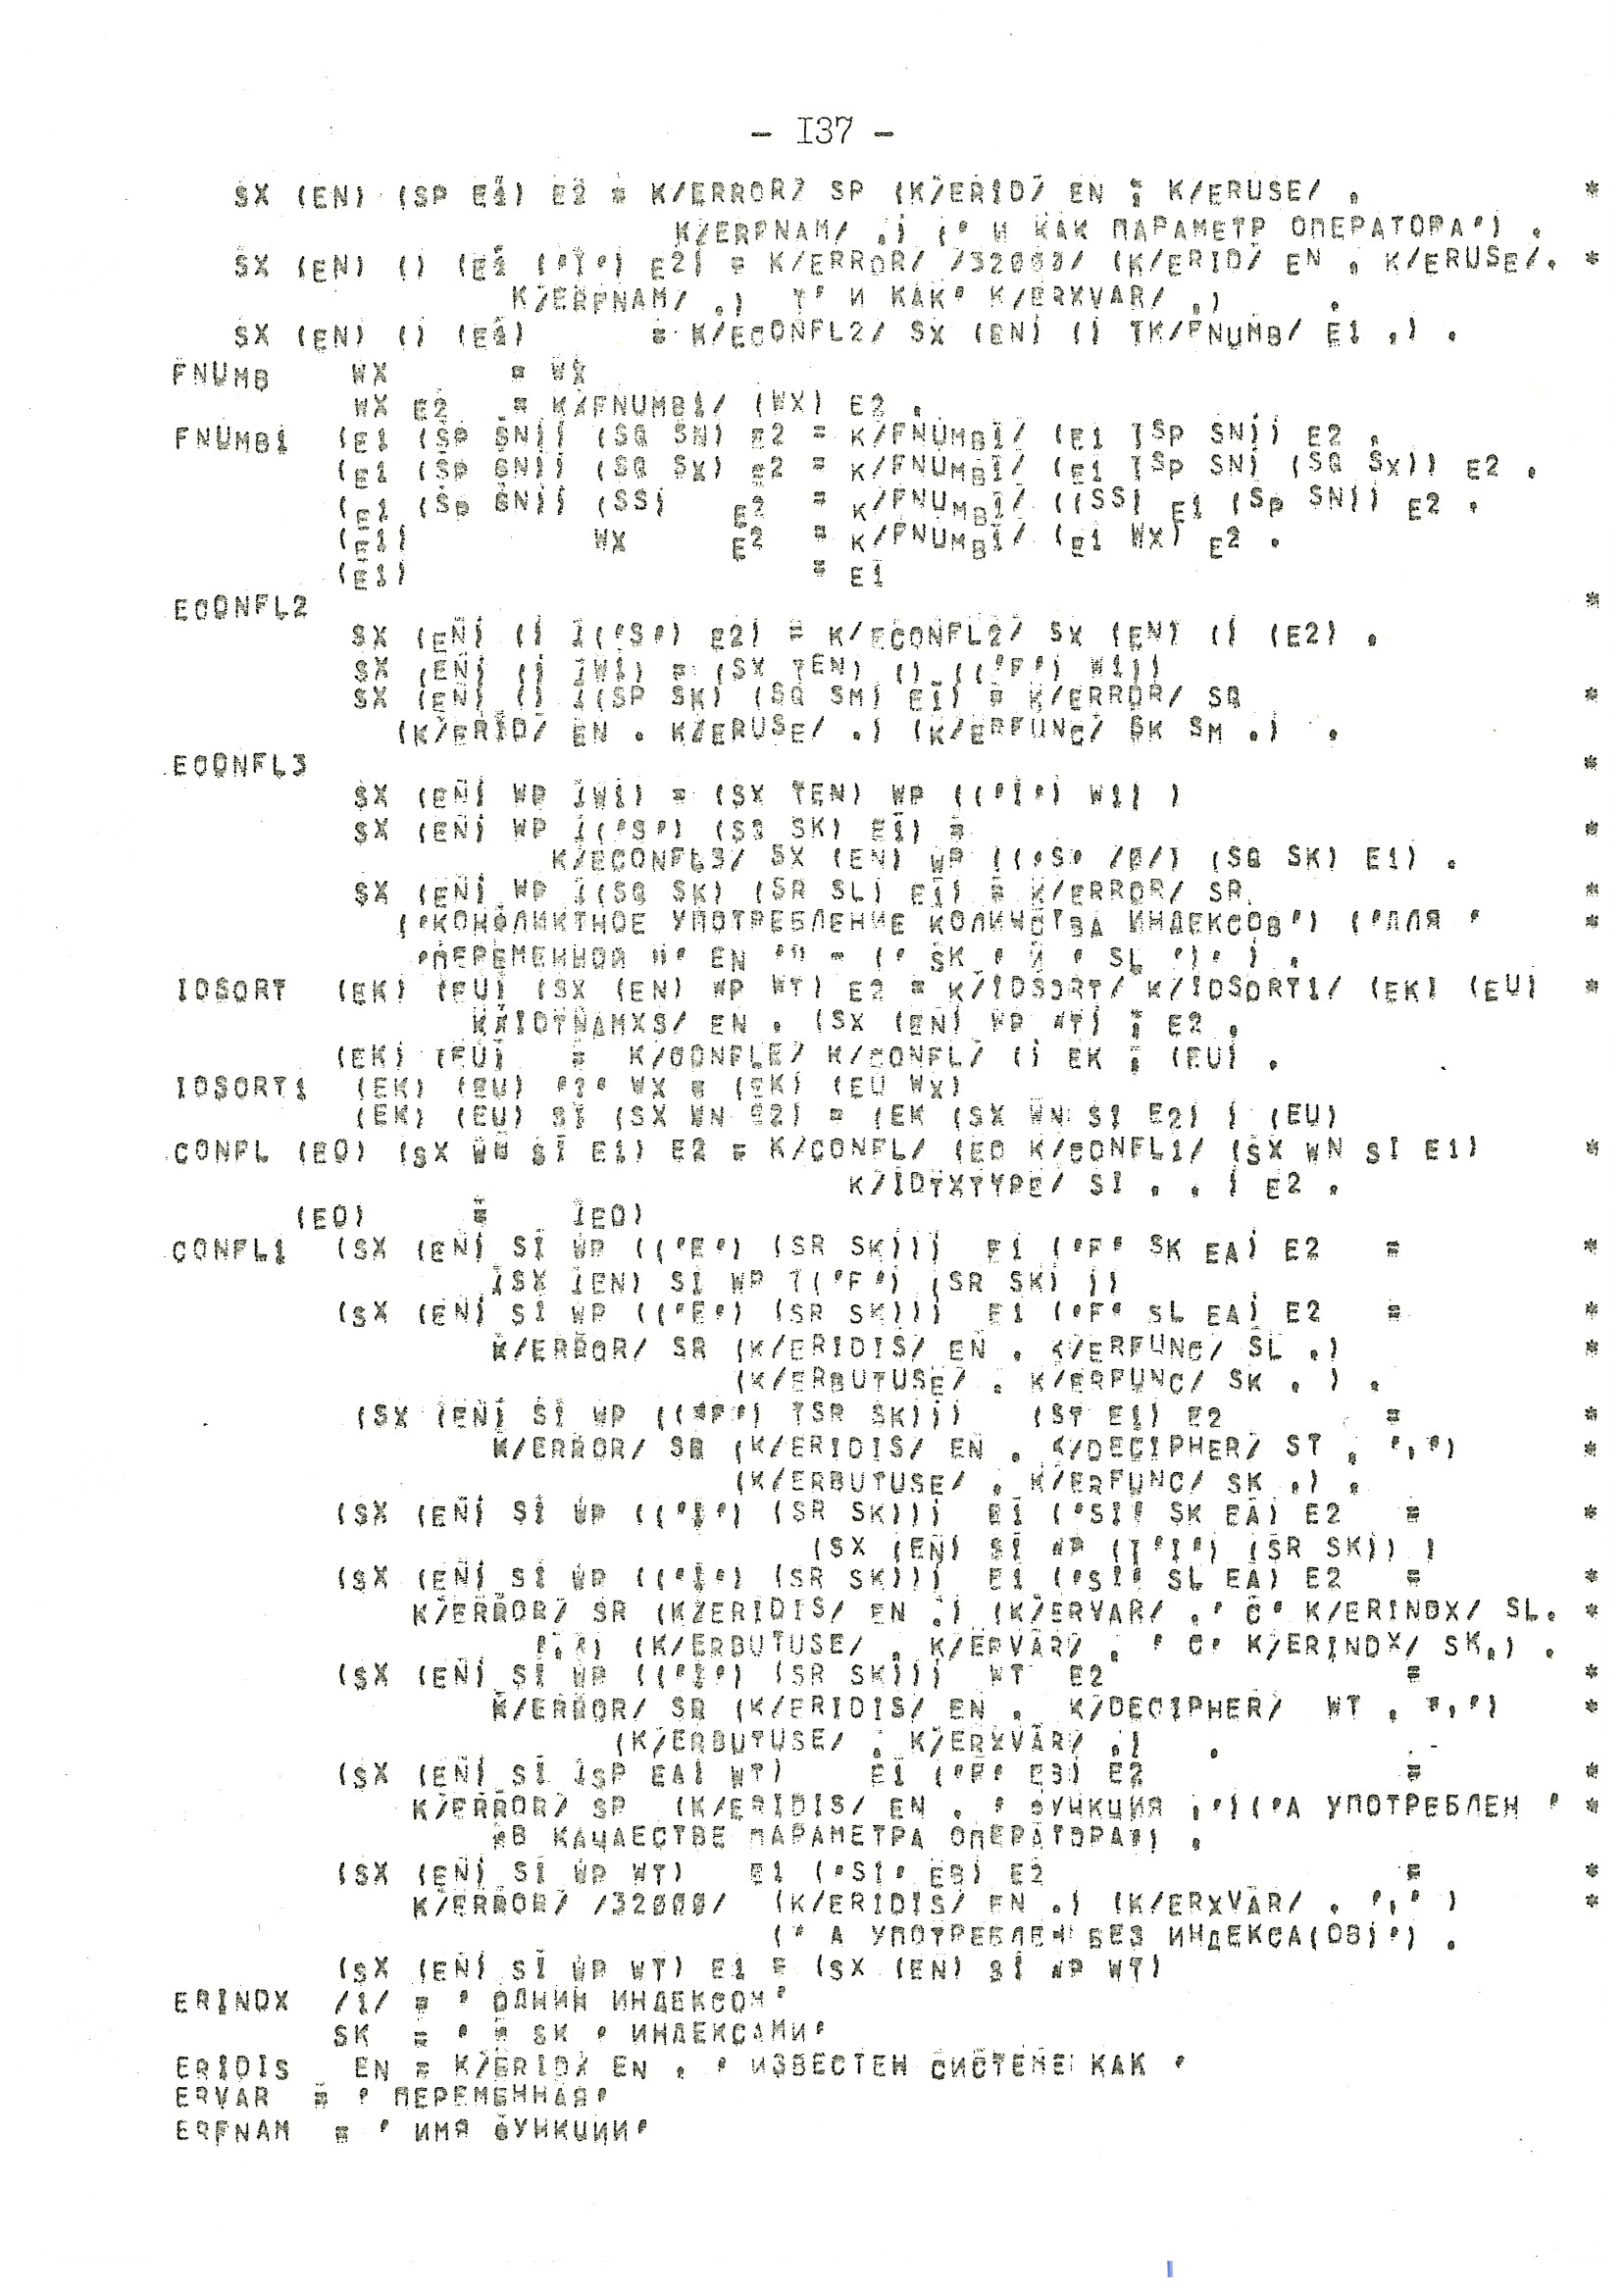 - I37 -
SX (EN) (SP E1) E2 = K/ERROR/ SP (K/ERID/ EN ; K/ERUSE/ . *
K/ERFNAM/ .) (' И КАК ПАРАМЕТР ОПЕРАТОРА') .
SX (EN) () (E1 ('I') E2) = K/ERROR/ /32000/ (K/ERID/ EN . K/ERUSE/. *
K/ERFNAM/ .) (' И КАК' K/ERXVAR/ .) .
SX (EN) () (E1) = K/ECONFL2/ SX (EN) () (K/FNUMB/ E1 .) .
FNUMB WX = WX
WX E2 = K/FNUMB1/ (WX) E2 .
FNUMB1 (E1 (SP SN)) (SQ SN) E2 = K/FNUMB1/ (E1 (SP SN)) E2 .
(E1 (SP SN)) (SQ SX) E2 = K/FNUMB1/ (E1 (SP SN) (SQ SX)) E2 .
(E1 (SP SN)) (SS) E2 = K/FNUMB1/ ((SS) E1 (SP SN)) E2 .
(E1) WX E2 = K/FNUMB1/ (E1 WX) E2 .
(E1) = E1
ECONFL2 *
SX (EN) () (('S') E2) = K/ECONFL2/ SX (EN) () (E2) .
SX (EN) () (W1) = (SX (EN) () (('F') W1))
SX (EN) () ((SP SK) (SQ SM) E1) = K/ERROR/ SQ *
(K/ERID/ EN . K/ERUSE/ .) (K/ERFUNC/ SK SM .) .
ECONFL3 *
SX (EN) WP (W1) = (SX (EN) WP (('I') W1) )
SX (EN) WP (('S') (SQ SK) E1) = *
K/ECONFL3/ SX (EN) WP (('S' /0/) (SQ SK) E1) .
SX (EN) WP ((SQ SK) (SR SL) E1) = K/ERROR/ SR *
('КОНФЛИКТНОЕ УПОТРЕБЛЕНИЕ КОЛИЧСТВА ИНДЕКСОВ') ('ДЛЯ ' *
'ПЕРЕМЕННОЯ "' EN '" - (' SK ' И ' SL ')' ) .
IDSORT (EK) (EU) (SX (EN) WP WT) E2 = K/IDSORT/ K/IDSORT1/ (EK) (EU) *
K/IDTNAMXS/ EN . (SX (EN) WP WT) ; E2 .
(EK) (EU) = K/CONFLE/ K/CONFL/ () EK ; (EU) .
IDSORT1 (EK) (EU) '?' WX = (EK) (EU WX)
(EK) (EU) SI (SX WN E2) = (EK (SX WN SI E2) ) (EU)
CONFL (EO) (SX WN SI E1) E2 = K/CONFL/ (EO K/CONFL1/ (SX WN SI E1) *
K/IDTXTYPE/ SI . . ) E2 .
(EO) = (EO)
CONFL1 (SX (EN) SI WP (('F') (SR SK))) E1 ('F' SK EA) E2 = *
(SX (EN) SI WP (('F') (SR SK) ))
(SX (EN) SI WP (('F') (SR SK))) E1 ('F' SL EA) E2 = *
K/ERROR/ SR (K/ERIDIS/ EN . K/ERFUNC/ SL .) *
(K/ERBUTUSE/ . K/ERFUNC/ SK . ) .
(SX (EN) SI WP (('F') (SR SK))) (ST E1) E2 = *
K/ERROR/ SR (K/ERIDIS/ EN . K/DECIPHER/ ST . ',') *
(K/ERBUTUSE/ . K/ERFUNC/ SK .) .
(SX (EN) SI WP (('I') (SR SK))) E1 ('SI' SK EA) E2 = *
(SX (EN) SI WP (('I') (SR SK)) )
(SX (EN) SI WP (('I') (SR SK))) E1 ('SI' SL EA) E2 = *
K/ERROR/ SR (K/ERIDIS/ EN .) (K/ERVAR/ .' С' K/ERINDX/ SL. *
',') (K/ERBUTUSE/ . K/ERVAR/ . ' С' K/ERINDX/ SK.) .
(SX (EN) SI WP (('I') (SR SK))) WT E2 = *
K/ERROR/ SR (K/ERIDIS/ EN . K/DECIPHER/ WT . ',') *
(K/ERBUTUSE/ . K/ERXVAR/ .) .
(SX (EN) SI (SP EA) WT) E1 ('F' EB) E2 = *
K/ERROR/ SP (K/ERIDIS/ EN . ' ФУНКЦИЯ ,')('А УПОТРЕБЛЕН ' *
'В КАЧАЕСТВЕ ПАРАМЕТРА ОПЕРАТОРА') .
(SX (EN) SI WP WT) E1 ('SI' EB) E2 = *
K/ERROR/ /32000/ (K/ERIDIS/ EN .) (K/ERXVAR/ . ',' ) *
(' А УПОТРЕБЛЕН БЕЗ ИНДЕКСА(ОВ)') .
(SX (EN) SI WP WT) E1 = (SX (EN) SI WP WT)
ERINDX /1/ = ' ОДНИМ ИНДЕКСОМ'
SK = ' ' SK ' ИНДЕКСАМИ'
ERIDIS EN = K/ERID/ EN . ' ИЗВЕСТЕН СИСТЕМЕ КАК '
ERVAR = ' ПЕРЕМЕННАЯ'
ERFNAM = ' ИМЯ ФУНКЦИИ'